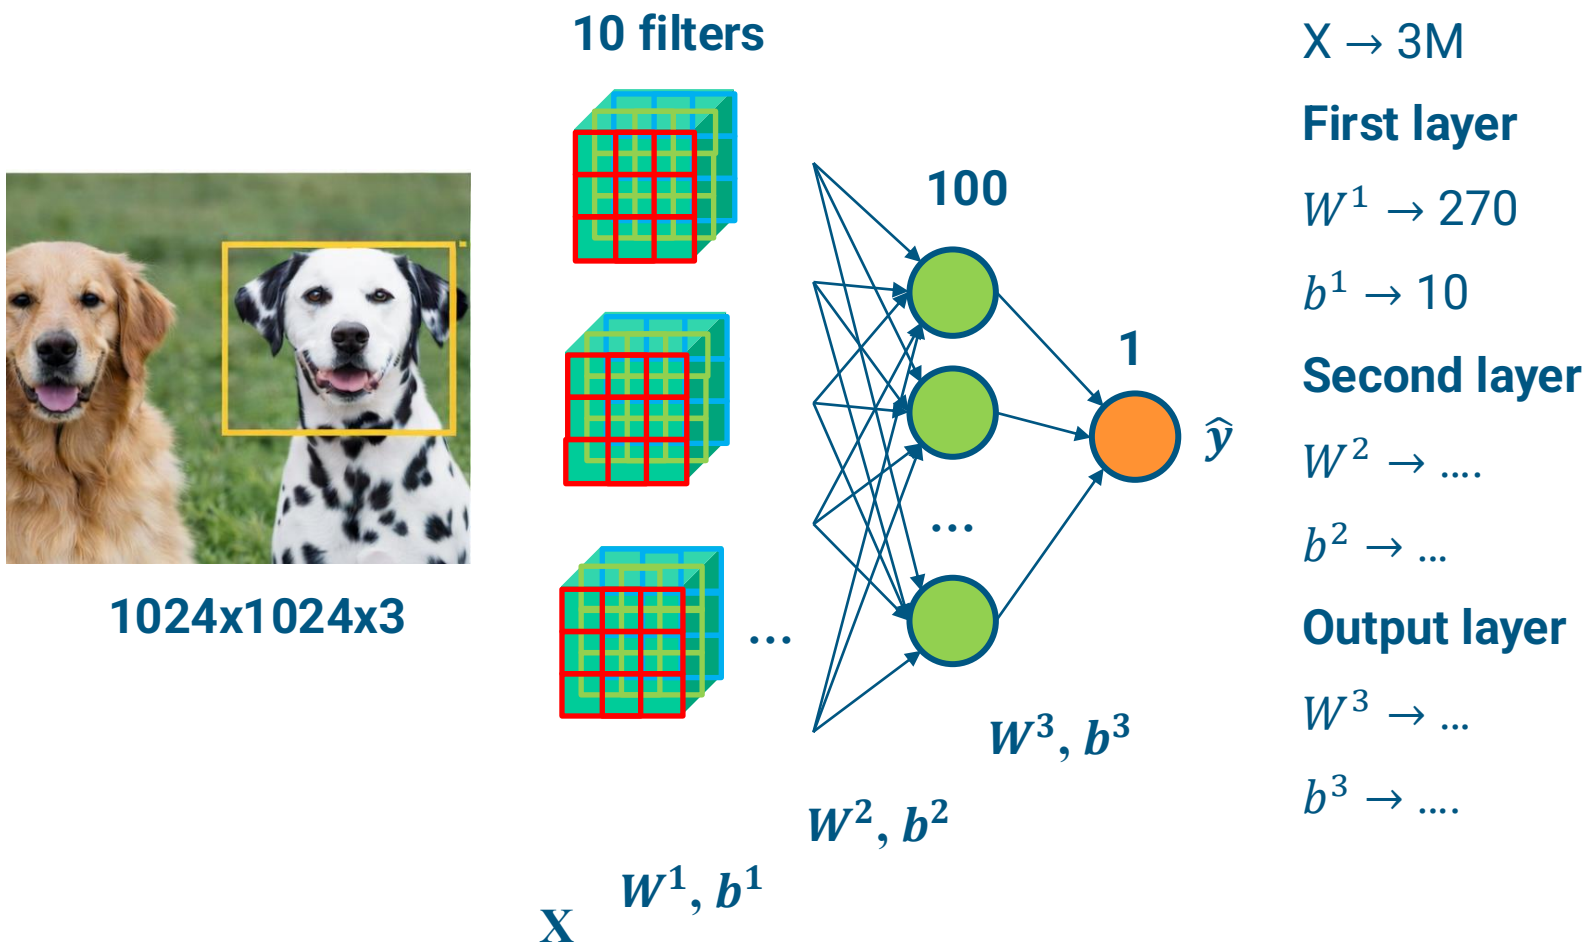 10 filters
100
1
ŷ
...
...
1024x1024x3
W³, b³
W², b²
W¹, b¹
X
X → 3M
First layer
W¹ → 270
b¹ → 10
Second layer
W² → ....
b² → ...
Output layer
W³ → ...
b³ → ....